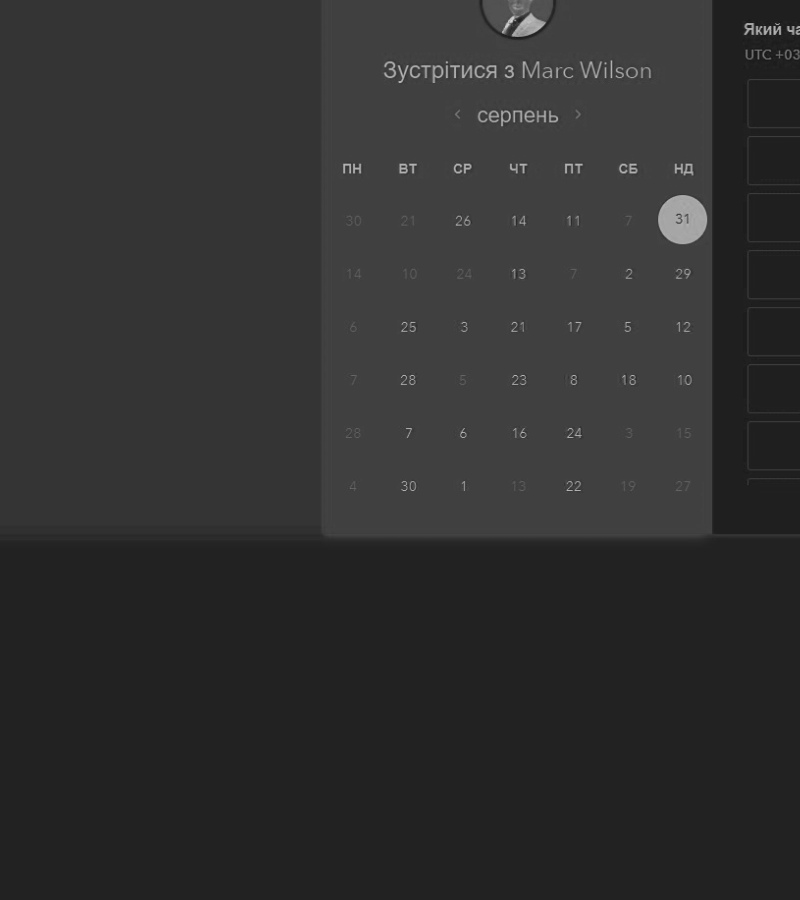 Який ча
Зустрітися з Marc Wilson
UTC +03
серпень
ПН ВТ СР ЧТ ПТ СБ НД
30 21 26 14 11 7 31
14 10 24 13 7 2 29
6 25 3 21 17 5 12
7 28 5 23 8 18 10
28 7 6 16 24 3 15
4 30 1 13 22 19 27